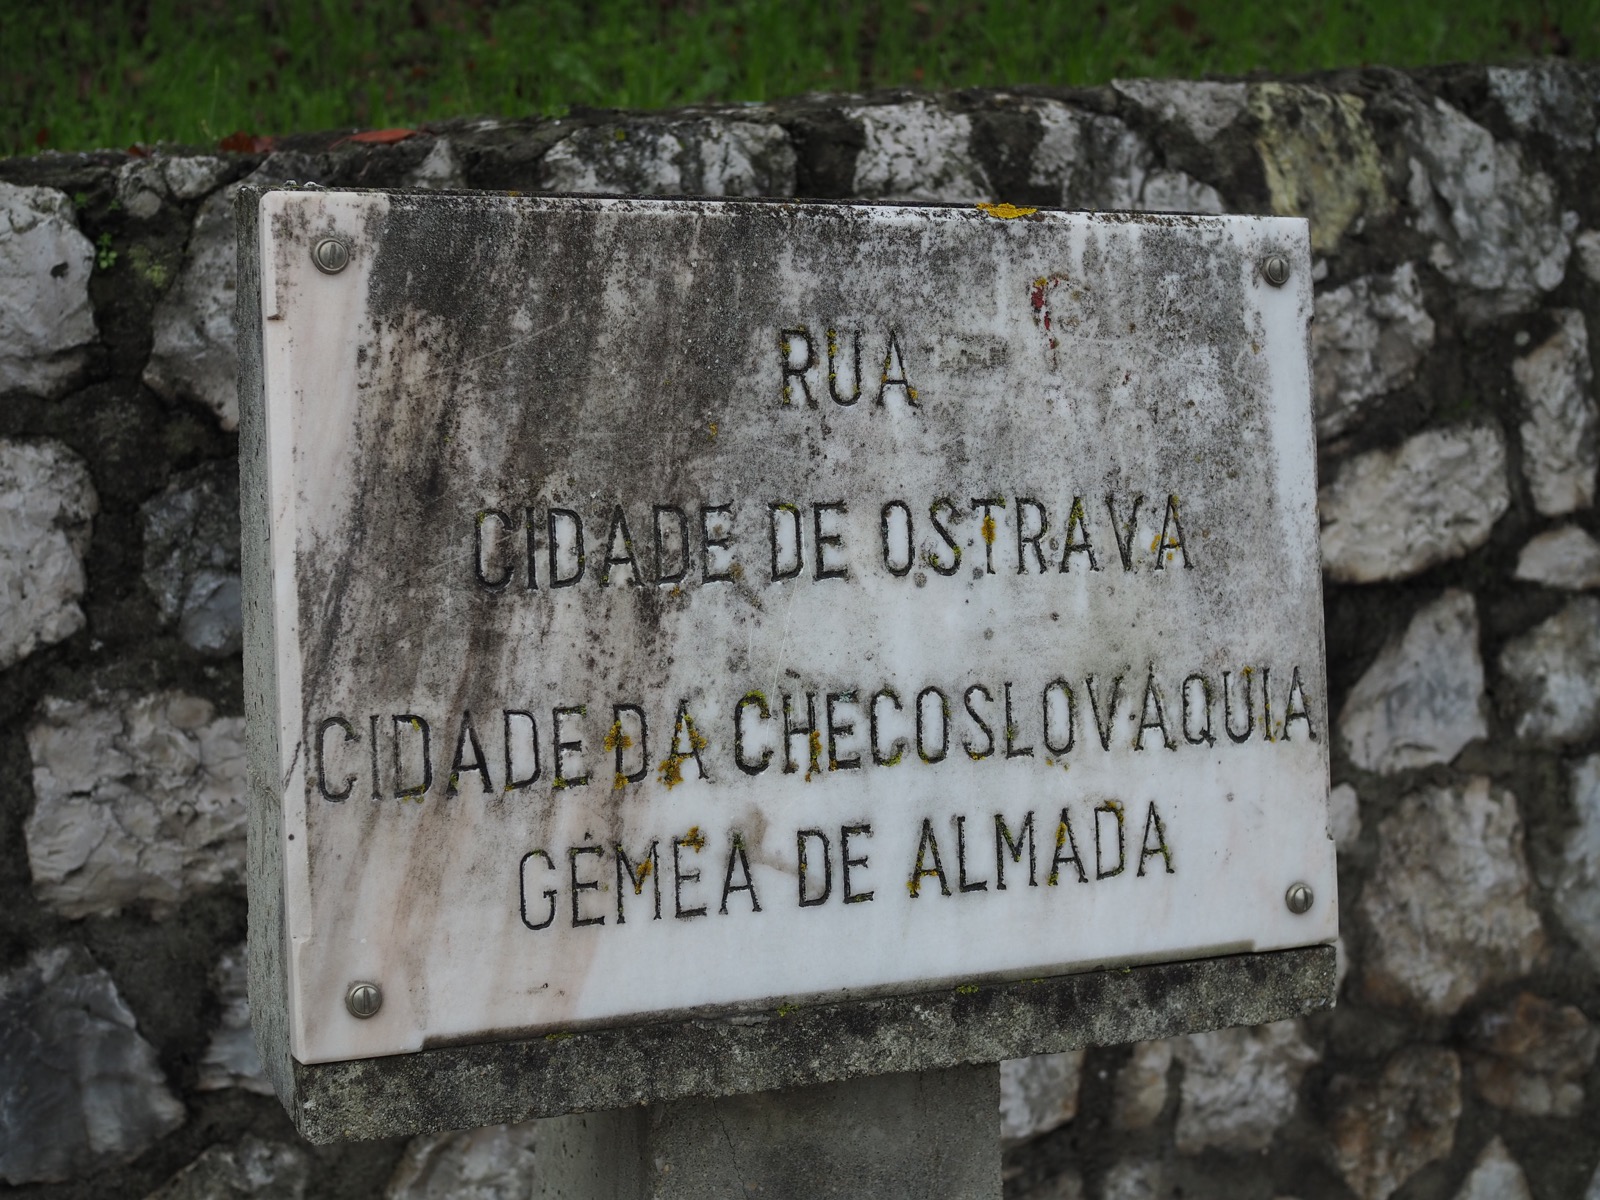 RUA
CIDADE DE OSTRAVA
CIDADE DA CHECOSLOVÁQUIA
GÉMEA DE ALMADA